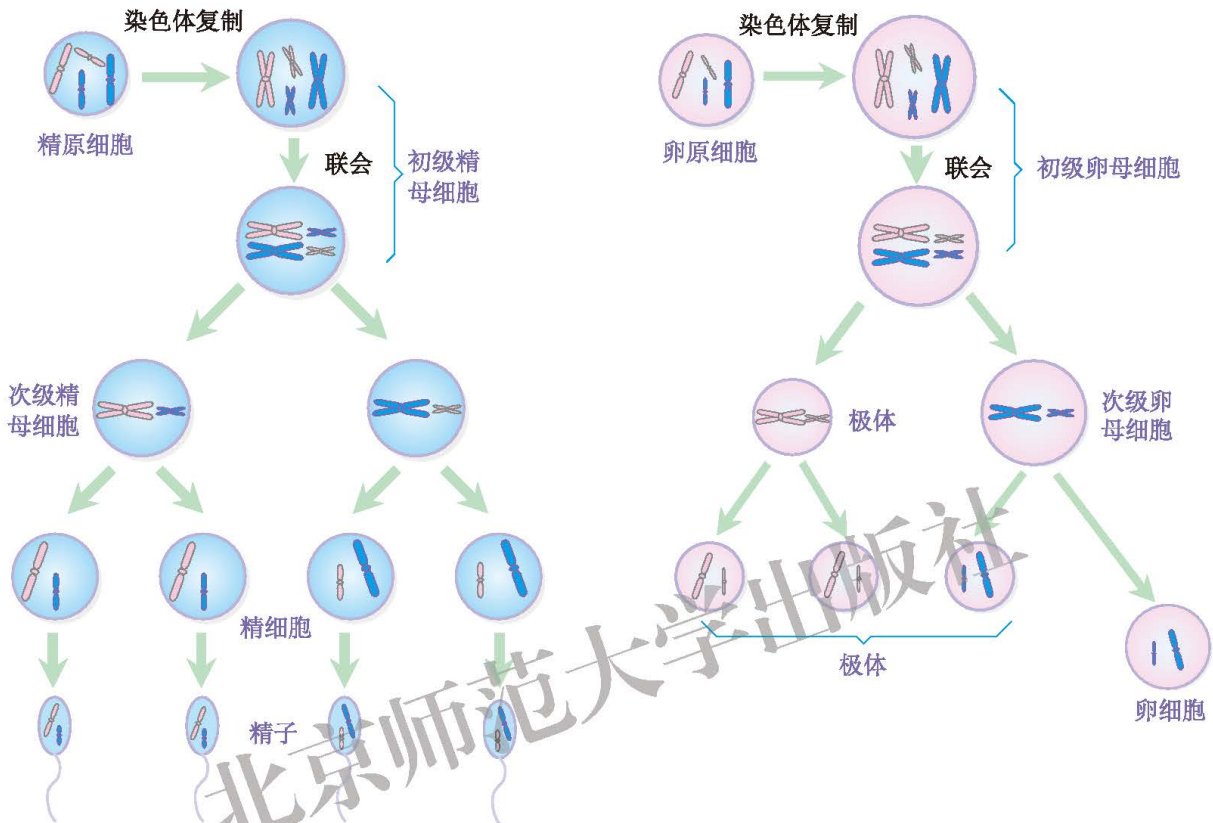 染色体复制
精原细胞
联会
初级精
母细胞
次级精
母细胞
精细胞
精子
染色体复制
卵原细胞
联会
初级卵母细胞
极体
次级卵
母细胞
极体
卵细胞
北京师范大学出版社